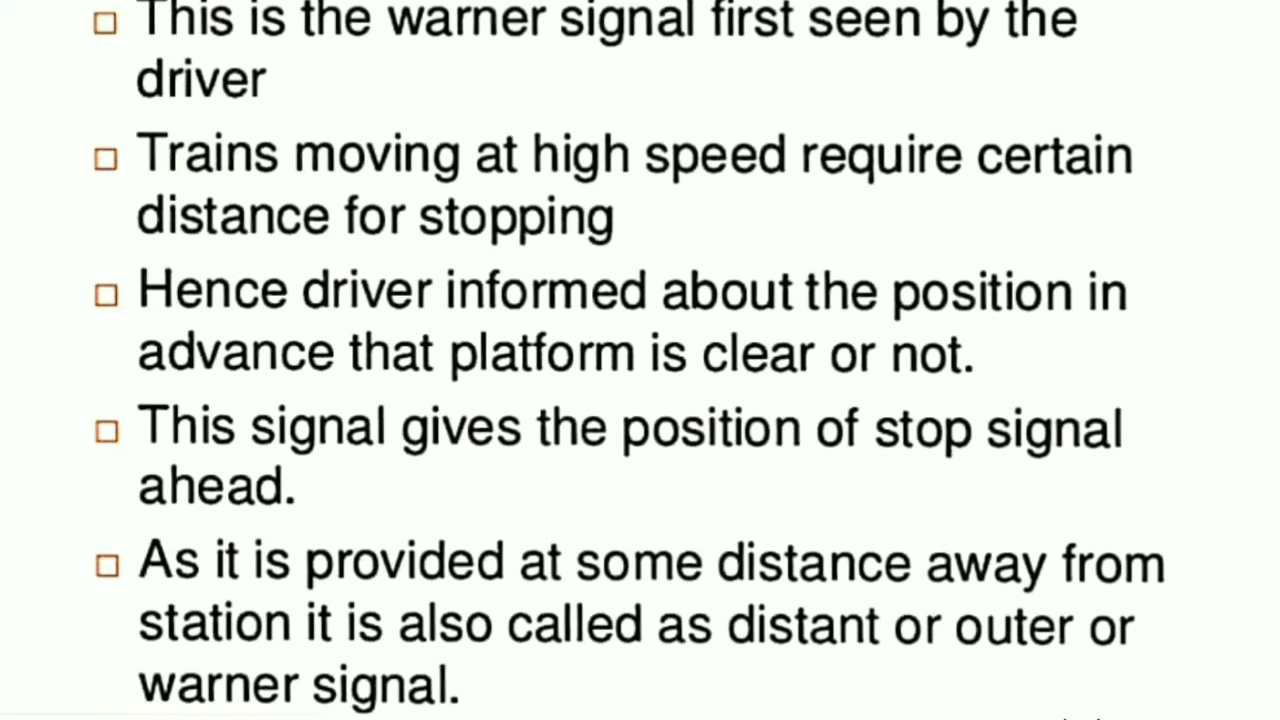 This is the warner signal first seen by the
driver
Trains moving at high speed require certain
distance for stopping
Hence driver informed about the position in
advance that platform is clear or not.
This signal gives the position of stop signal
ahead.
As it is provided at some distance away from
station it is also called as distant or outer or
warner signal.